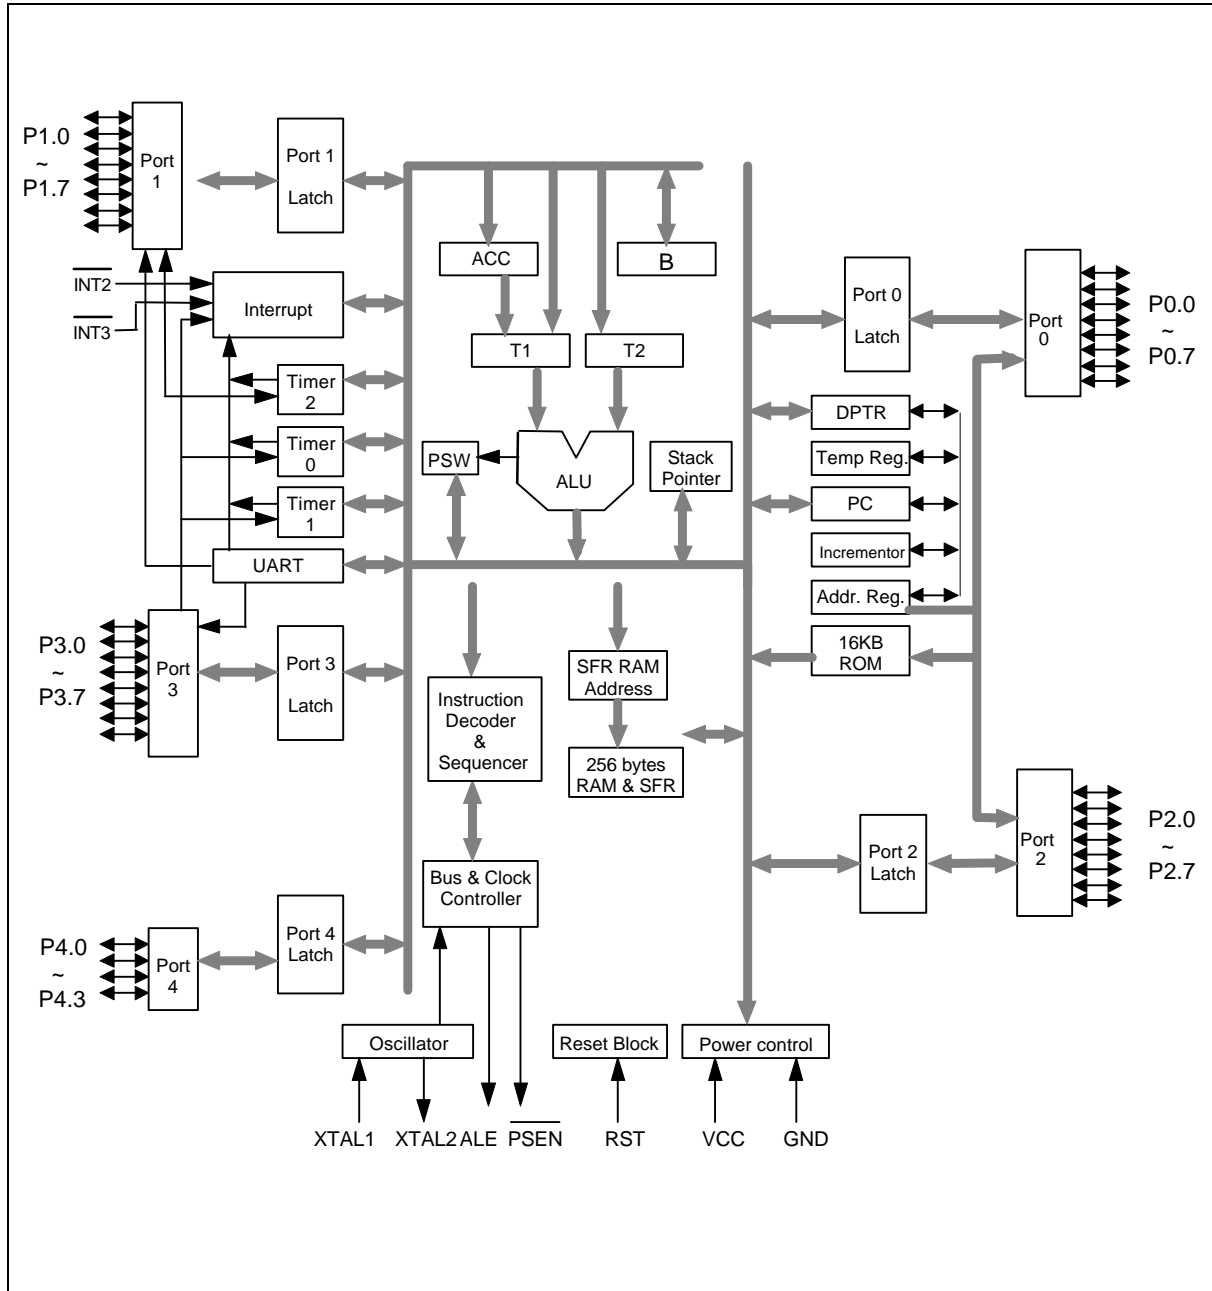 P1.0
~
P1.7
Port
1
Port 1
Latch
INT2
INT3
Interrupt
ACC
B
T1
T2
Timer
2
Timer
0
Timer
1
UART
PSW
ALU
Stack
Pointer
Port 0
Latch
Port
0
P0.0
~
P0.7
DPTR
Temp Reg.
PC
Incrementor
Addr. Reg.
16KB
ROM
P3.0
~
P3.7
Port
3
Port 3
Latch
Instruction
Decoder
&
Sequencer
SFR RAM
Address
256 bytes
RAM & SFR
Port 2
Latch
Port
2
P2.0
~
P2.7
Bus & Clock
Controller
P4.0
~
P4.3
Port
4
Port 4
Latch
Oscillator
Reset Block
Power control
XTAL1
XTAL2
ALE
PSEN
RST
VCC
GND